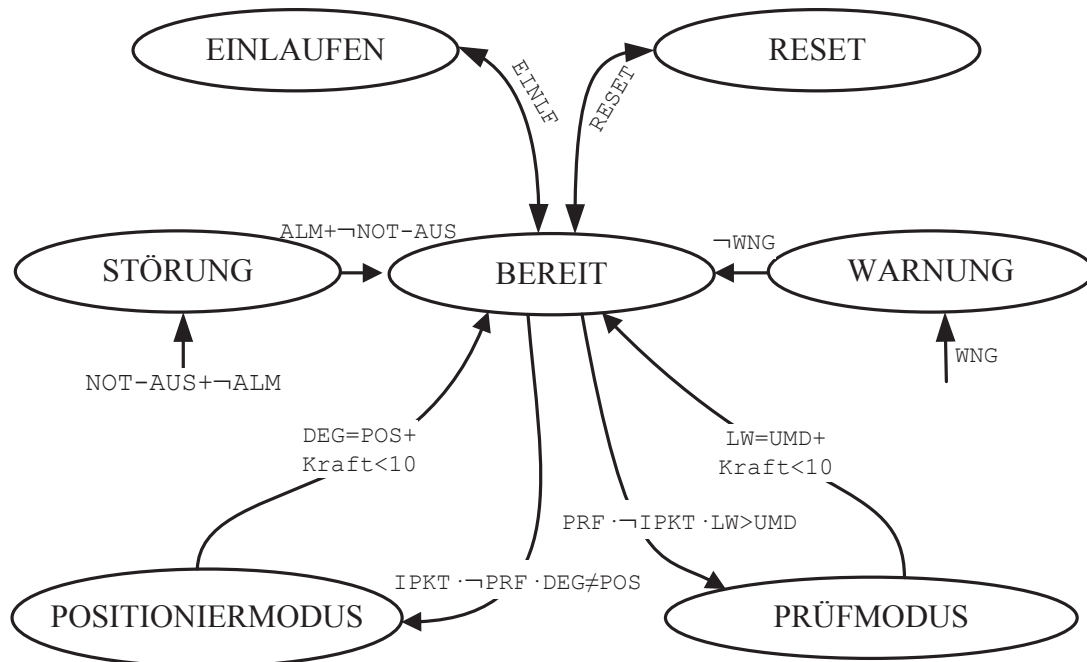 EINLAUFEN
RESET
EINLF
RESET
ALM+¬NOT-AUS
¬WNG
STÖRUNG
BEREIT
WARNUNG
WNG
NOT-AUS+¬ALM
DEG=POS+
Kraft<10
LW=UMD+
Kraft<10
PRF·¬IPKT·LW>UMD
IPKT·¬PRF·DEG≠POS
POSITIONIERMODUS
PRÜFMODUS